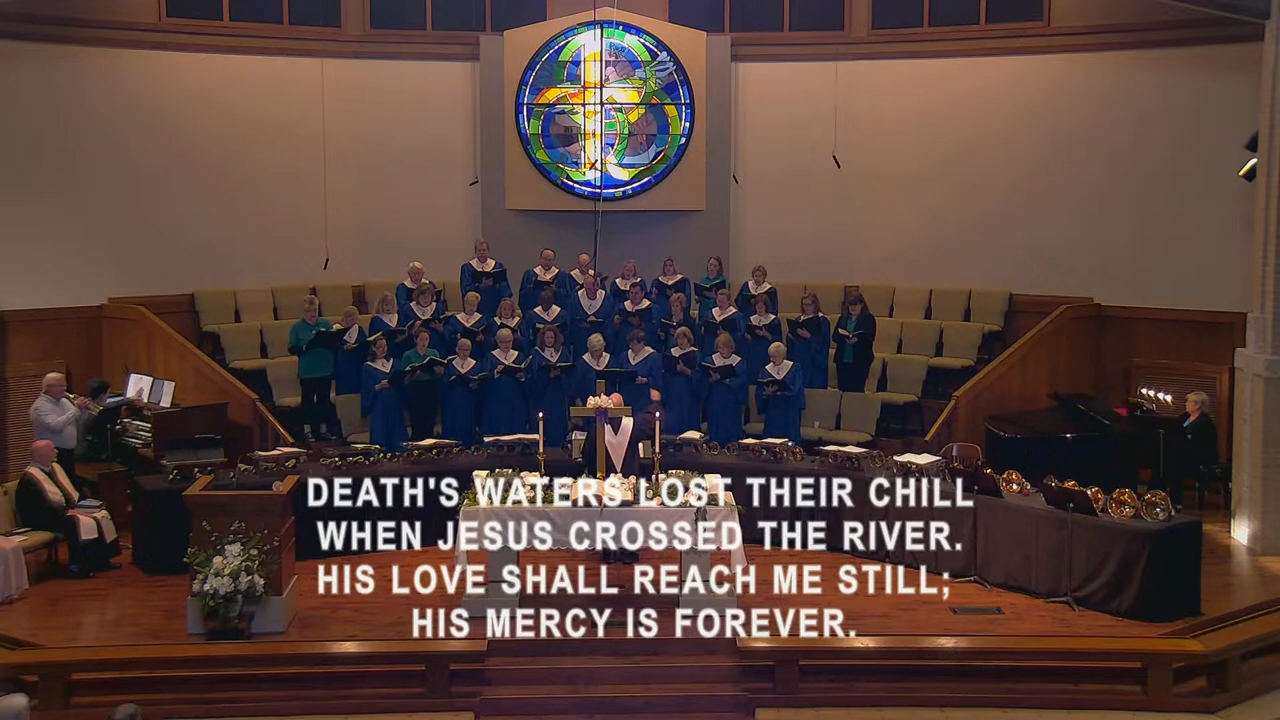 DEATH'S WATERS LOST THEIR CHILL
WHEN JESUS CROSSED THE RIVER.
HIS LOVE SHALL REACH ME STILL;
HIS MERCY IS FOREVER.